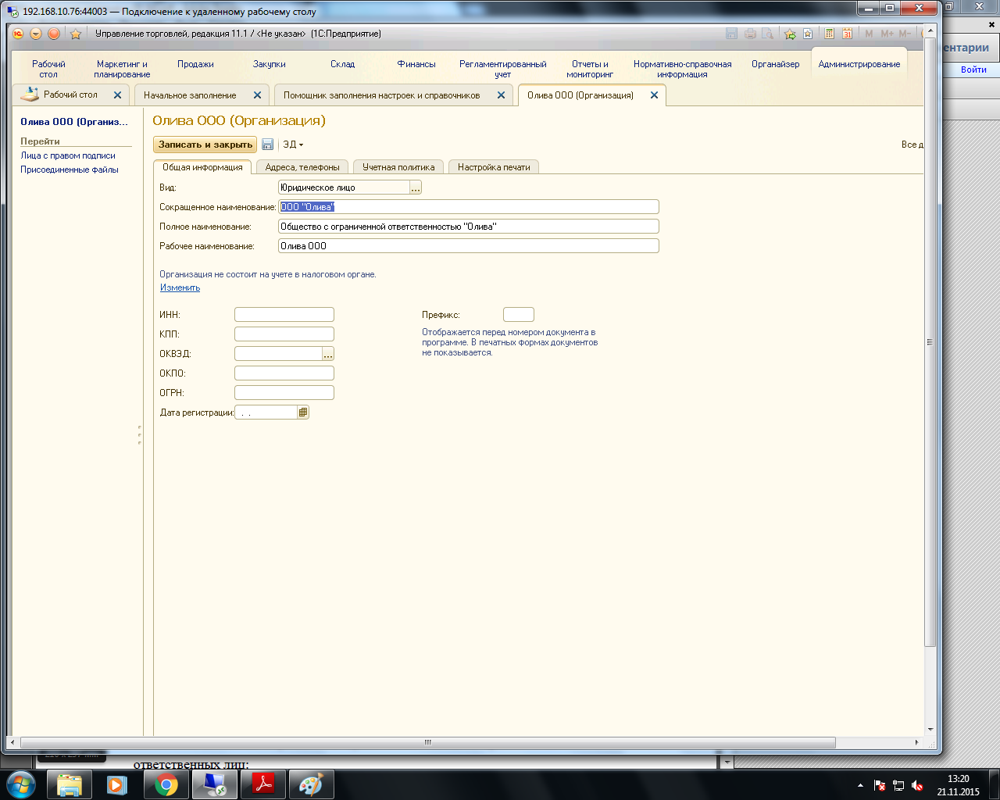 192.168.10.76:44003 — Подключение к удаленному рабочему столу
Управление торговлей, редакция 11.1 / <Не указан> (1С:Предприятие)
M M+ M-
31
ентарии
Войти
Рабочий стол
Маркетинг и планирование
Продажи
Закупки
Склад
Финансы
Регламентированный учет
Отчеты и мониторинг
Нормативно-справочная информация
Органайзер
Администрирование
Рабочий стол
Начальное заполнение
Помощник заполнения настроек и справочников
Олива ООО (Организация)
Олива ООО (Организ...
Перейти
Лица с правом подписи
Присоединенные файлы
Олива ООО (Организация)
Записать и закрыть
ЭД
Все д
Общая информация
Адреса, телефоны
Учетная политика
Настройка печати
Вид: Юридическое лицо ...
Сокращенное наименование: ООО "Олива"
Полное наименование: Общество с ограниченной ответственностью "Олива"
Рабочее наименование: Олива ООО
Организация не состоит на учете в налоговом органе.
Изменить
ИНН:
Префикс:
КПП:
Отображается перед номером документа в
программе. В печатных формах документов
не показывается.
ОКВЭД: ...
ОКПО:
ОГРН:
Дата регистрации: . .
ответственных лиц:
13:20
21.11.2015